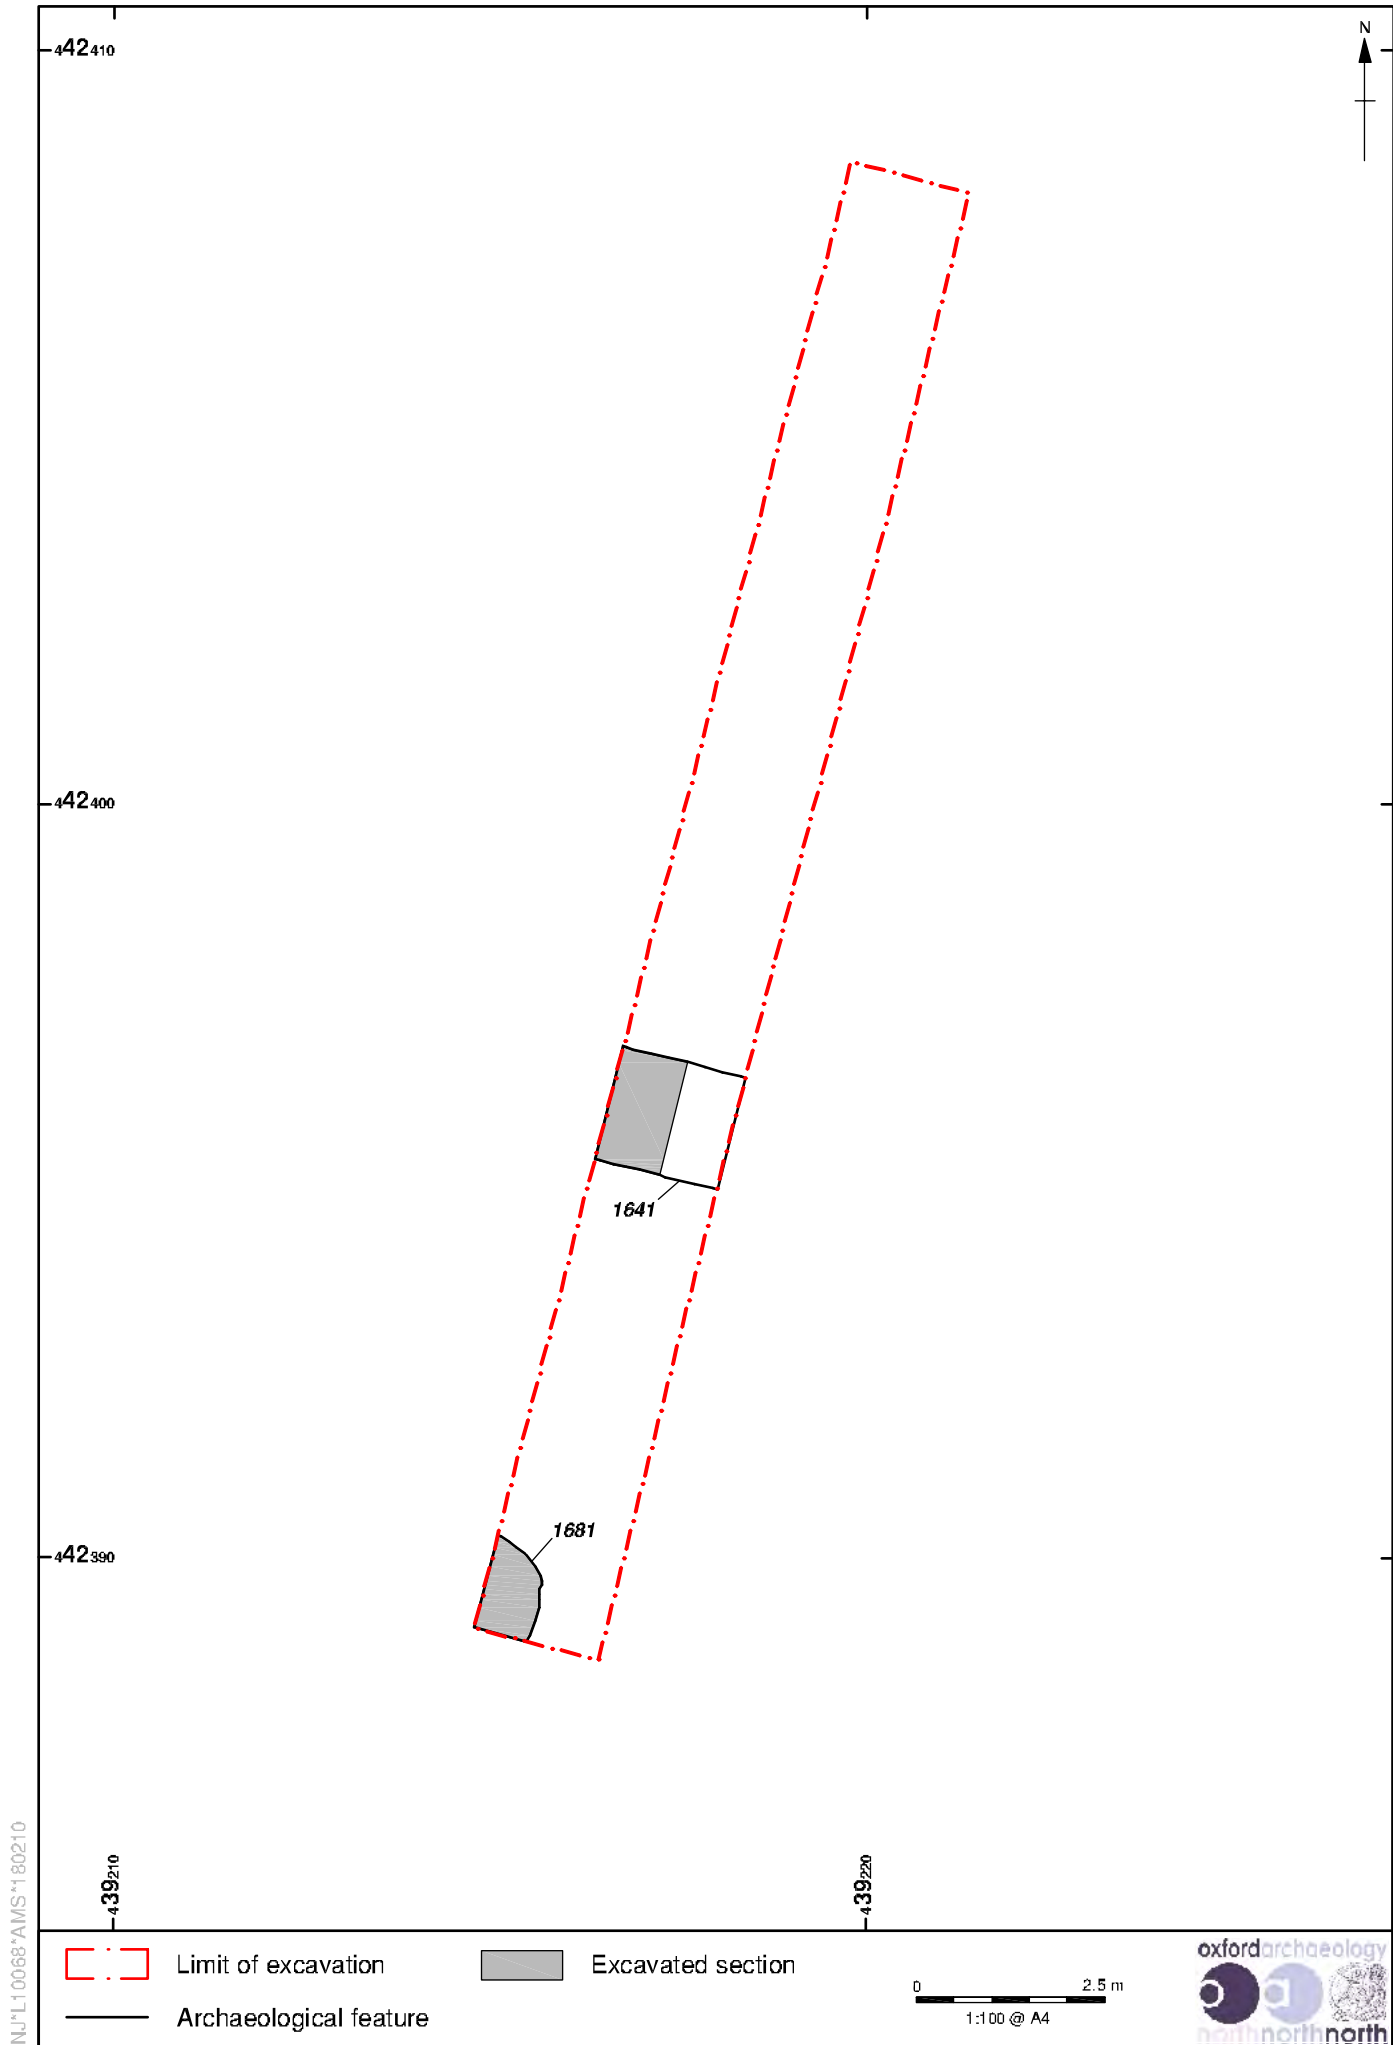 N
442410
442400
1641
1681
442390
439210
439220
NJ*L10068*AMS*180210
Limit of excavation
Excavated section
Archaeological feature
0 2.5 m
1:100 @ A4
oxfordarchaeology
northnorthnorth